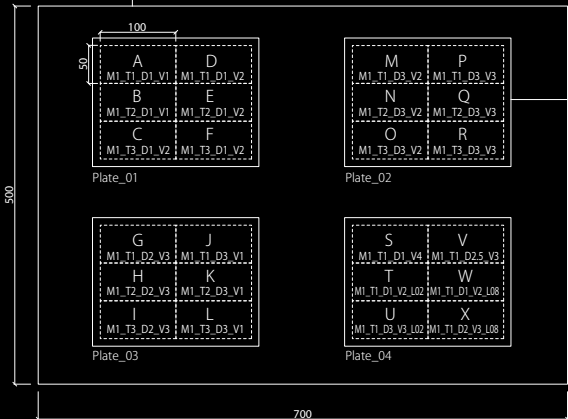 100
50
A
M1_T1_D1_V1
D
M1_T1_D1_V2
B
M1_T2_D1_V1
E
M1_T2_D1_V2
C
M1_T3_D1_V2
F
M1_T3_D1_V2
Plate_01
M
M1_T1_D3_V2
P
M1_T1_D3_V3
N
M1_T2_D3_V2
Q
M1_T2_D3_V3
O
M1_T3_D3_V2
R
M1_T3_D3_V3
Plate_02
500
G
M1_T1_D2_V3
J
M1_T1_D3_V1
H
M1_T2_D2_V3
K
M1_T2_D3_V1
I
M1_T3_D2_V3
L
M1_T3_D3_V1
Plate_03
S
M1_T1_D1_V4
V
M1_T1_D2.5_V3
T
M1_T1_D1_V2_L02
W
M1_T1_D1_V2_L08
U
M1_T1_D3_V3_L02
X
M1_T1_D2_V3_L08
Plate_04
700